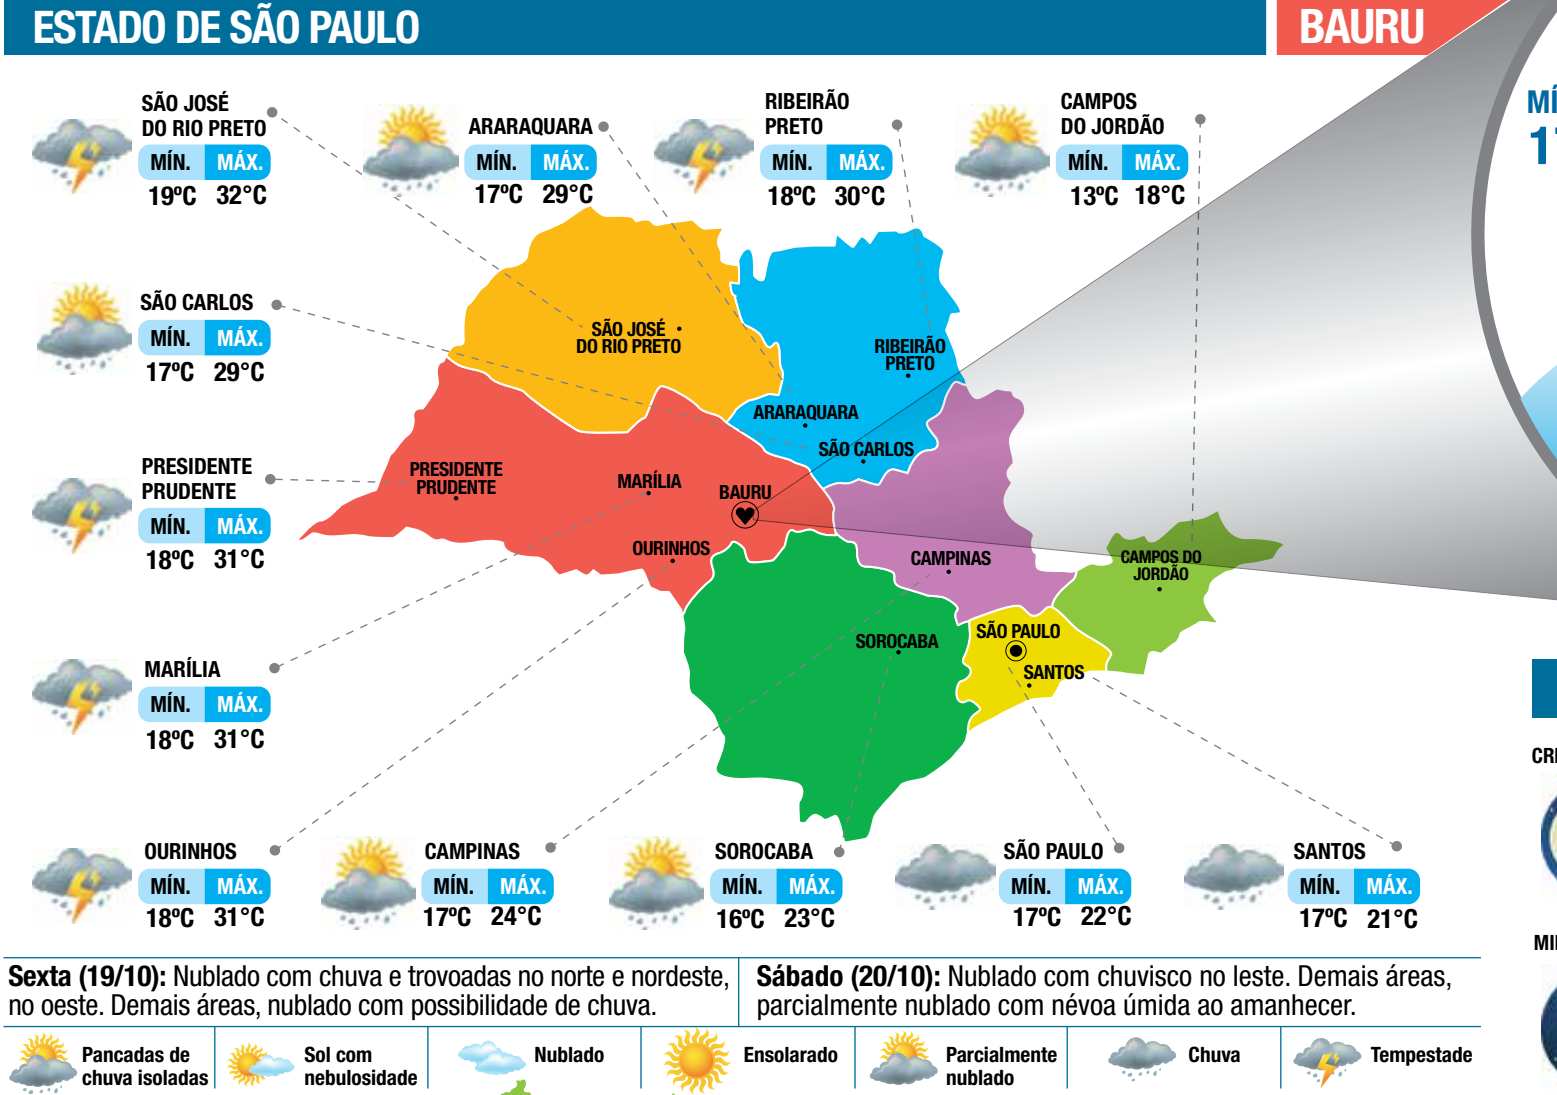 ESTADO DE SÃO PAULO
BAURU
SÃO JOSÉ
DO RIO PRETO
MÍN. MÁX.
19ºC 32°C
ARARAQUARA
MÍN. MÁX.
17ºC 29°C
RIBEIRÃO
PRETO
MÍN. MÁX.
18ºC 30°C
CAMPOS
DO JORDÃO
MÍN. MÁX.
13ºC 18°C
SÃO CARLOS
MÍN. MÁX.
17ºC 29°C
PRESIDENTE
PRUDENTE
MÍN. MÁX.
18ºC 31°C
MARÍLIA
MÍN. MÁX.
18ºC 31°C
SÃO JOSÉ
DO RIO PRETO
RIBEIRÃO
PRETO
ARARAQUARA
SÃO CARLOS
PRESIDENTE
PRUDENTE
MARÍLIA
BAURU
OURINHOS
CAMPINAS
CAMPOS DO
JORDÃO
SOROCABA
SÃO PAULO
SANTOS
OURINHOS
MÍN. MÁX.
18ºC 31°C
CAMPINAS
MÍN. MÁX.
17ºC 24°C
SOROCABA
MÍN. MÁX.
16ºC 23°C
SÃO PAULO
MÍN. MÁX.
17ºC 22°C
SANTOS
MÍN. MÁX.
17ºC 21°C
Sexta (19/10): Nublado com chuva e trovoadas no norte e nordeste,
no oeste. Demais áreas, nublado com possibilidade de chuva.
Sábado (20/10): Nublado com chuvisco no leste. Demais áreas,
parcialmente nublado com névoa úmida ao amanhecer.
Pancadas de
chuva isoladas
Sol com
nebulosidade
Nublado
Ensolarado
Parcialmente
nublado
Chuva
Tempestade